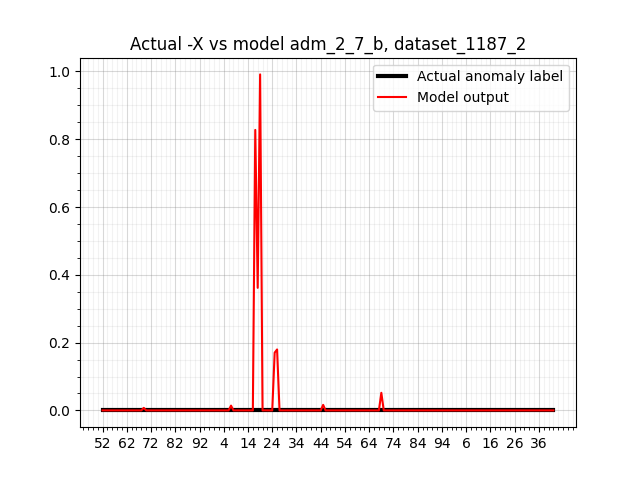 Actual -X vs model adm_2_7_b, dataset_1187_2
Actual anomaly label
Model output
1.0
0.8
0.6
0.4
0.2
0.0
52 62 72 82 92 4 14 24 34 44 54 64 74 84 94 6 16 26 36